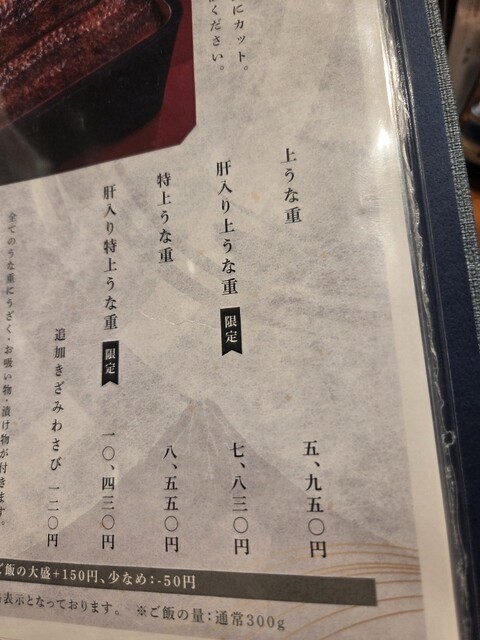 にカット。
ください。
上うな重 五、九五〇円
肝入り上うな重 限定 七、八三〇円
特上うな重 八、五五〇円
肝入り特上うな重 限定 一〇、四三〇円
追加きざみわさび 一二〇円
全てのうな重にうざく・お吸い物・漬け物が付きます。
ご飯の大盛+150円、少なめ:-50円
表示となっております。 ※ご飯の量:通常300g